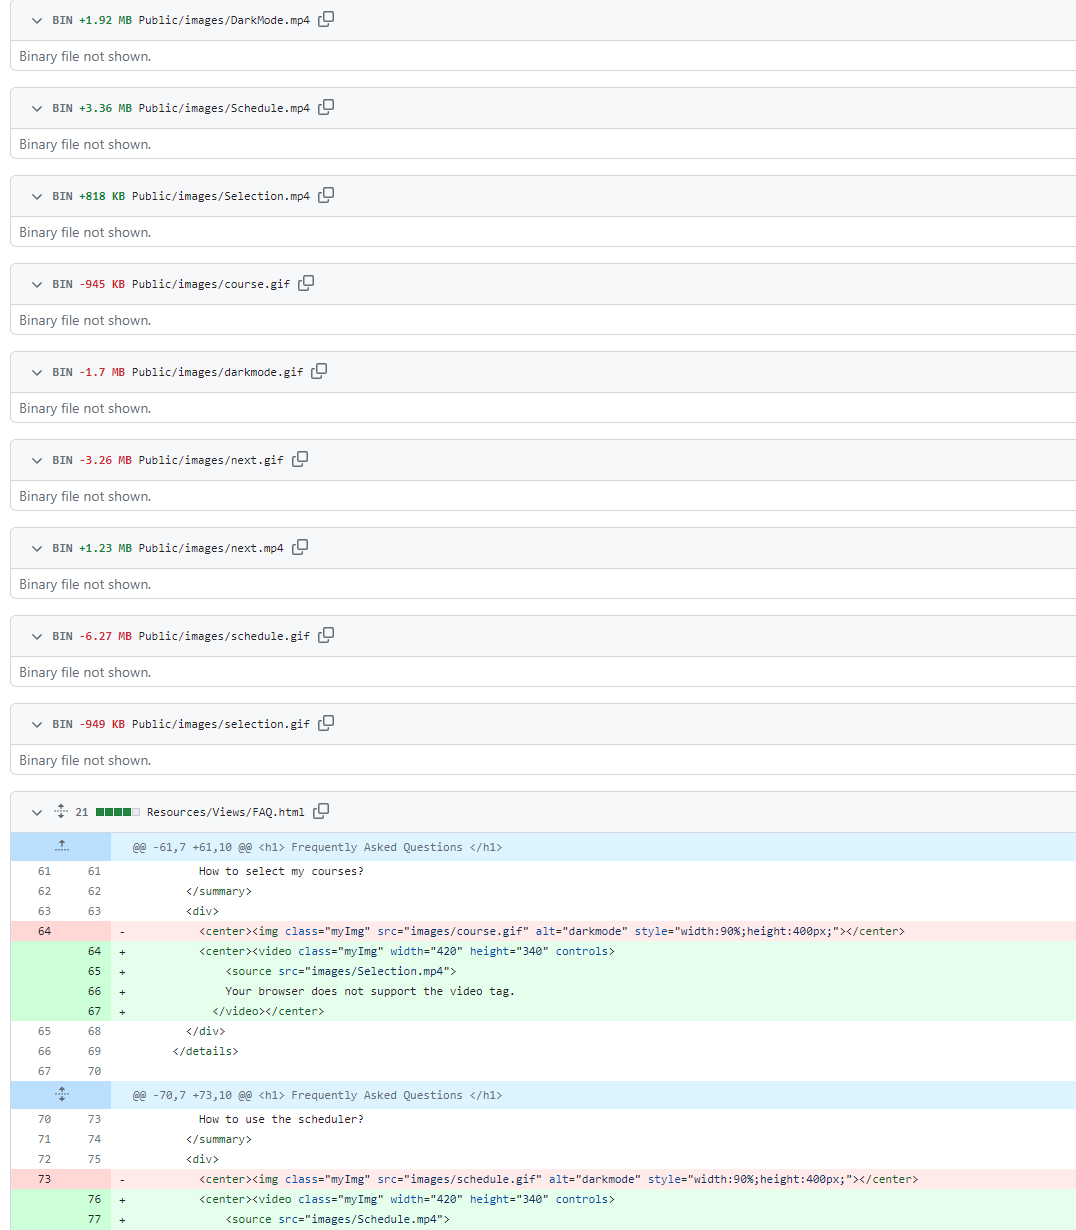 BIN +1.92 MB Public/images/DarkMode.mp4
Binary file not shown.
BIN +3.36 MB Public/images/Schedule.mp4
Binary file not shown.
BIN +818 KB Public/images/Selection.mp4
Binary file not shown.
BIN -945 KB Public/images/course.gif
Binary file not shown.
BIN -1.7 MB Public/images/darkmode.gif
Binary file not shown.
BIN -3.26 MB Public/images/next.gif
Binary file not shown.
BIN +1.23 MB Public/images/next.mp4
Binary file not shown.
BIN -6.27 MB Public/images/schedule.gif
Binary file not shown.
BIN -949 KB Public/images/selection.gif
Binary file not shown.
21 Resources/Views/FAQ.html
@@ -61,7 +61,10 @@ <h1> Frequently Asked Questions </h1>
61 61 How to select my courses?
62 62 </summary>
63 63 <div>
64 - <center><img class="myImg" src="images/course.gif" alt="darkmode" style="width:90%;height:400px;"></center>
64 + <center><video class="myImg" width="420" height="340" controls>
65 + <source src="images/Selection.mp4">
66 + Your browser does not support the video tag.
67 + </video></center>
65 68 </div>
66 69 </details>
67 70
@@ -70,7 +73,10 @@ <h1> Frequently Asked Questions </h1>
70 73 How to use the scheduler?
71 74 </summary>
72 75 <div>
73 - <center><img class="myImg" src="images/schedule.gif" alt="darkmode" style="width:90%;height:400px;"></center>
76 + <center><video class="myImg" width="420" height="340" controls>
77 + <source src="images/Schedule.mp4">